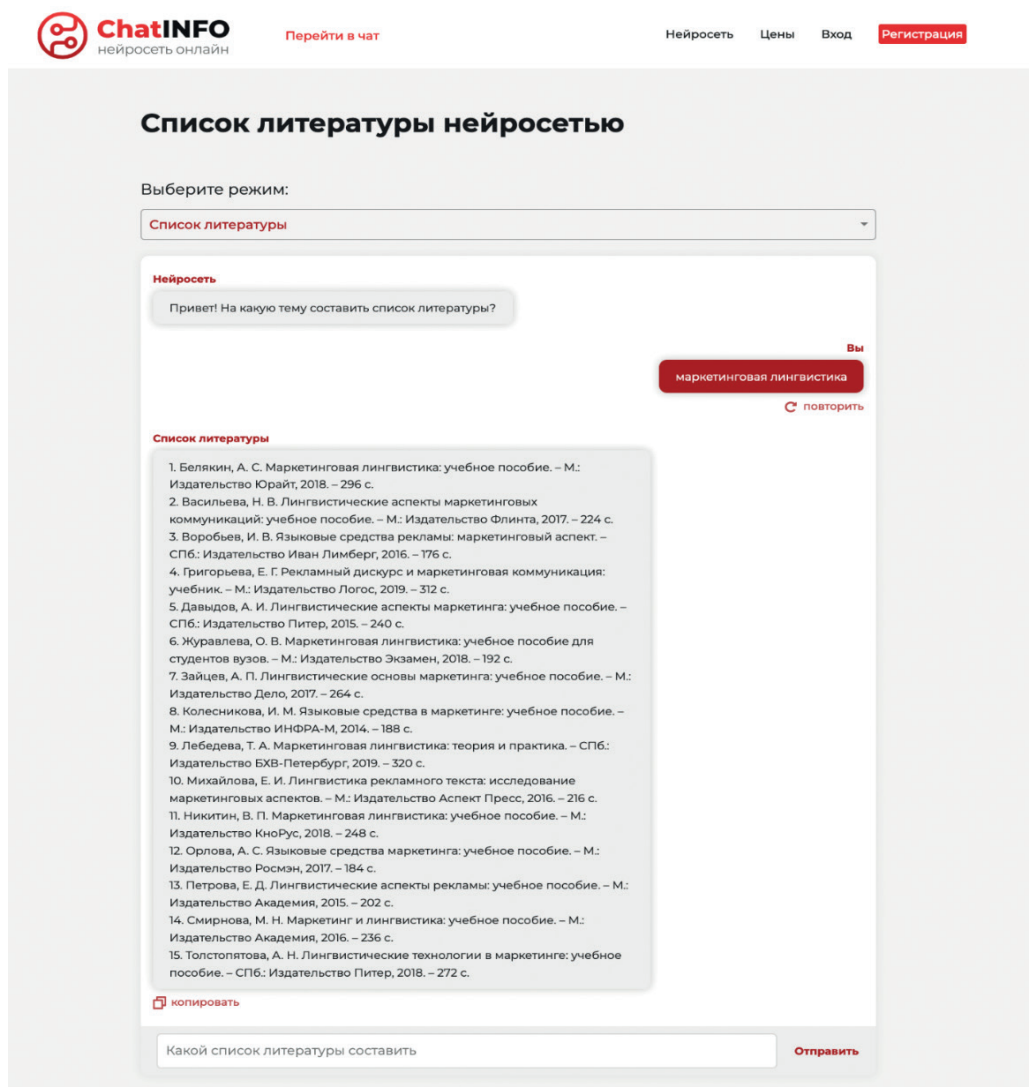 ChatINFO
нейросеть онлайн
Перейти в чат
Нейросеть Цены Вход Регистрация
Список литературы нейросетью
Выберите режим:
Список литературы
Нейросеть
Привет! На какую тему составить список литературы?
Вы
маркетинговая лингвистика
повторить
Список литературы
1. Белякин, А. С. Маркетинговая лингвистика: учебное пособие. – М.:
Издательство Юрайт, 2018. – 296 с.
2. Васильева, Н. В. Лингвистические аспекты маркетинговых
коммуникаций: учебное пособие. – М.: Издательство Флинта, 2017. – 224 с.
3. Воробьев, И. В. Языковые средства рекламы: маркетинговый аспект. –
СПб.: Издательство Иван Лимберг, 2016. – 176 с.
4. Григорьева, Е. Г. Рекламный дискурс и маркетинговая коммуникация:
учебник. – М.: Издательство Логос, 2019. – 312 с.
5. Давыдов, А. И. Лингвистические аспекты маркетинга: учебное пособие. –
СПб.: Издательство Питер, 2015. – 240 с.
6. Журавлева, О. В. Маркетинговая лингвистика: учебное пособие для
студентов вузов. – М.: Издательство Экзамен, 2018. – 192 с.
7. Зайцев, А. П. Лингвистические основы маркетинга: учебное пособие. – М.:
Издательство Дело, 2017. – 264 с.
8. Колесникова, И. М. Языковые средства в маркетинге: учебное пособие. –
М.: Издательство ИНФРА-М, 2014. – 188 с.
9. Лебедева, Т. А. Маркетинговая лингвистика: теория и практика. – СПб.:
Издательство БХВ-Петербург, 2019. – 320 с.
10. Михайлова, Е. И. Лингвистика рекламного текста: исследование
маркетинговых аспектов. – М.: Издательство Аспект Пресс, 2016. – 216 с.
11. Никитин, В. П. Маркетинговая лингвистика: учебное пособие. – М.:
Издательство КноРус, 2018. – 248 с.
12. Орлова, А. С. Языковые средства маркетинга: учебное пособие. – М.:
Издательство Росмэн, 2017. – 184 с.
13. Петрова, Е. Д. Лингвистические аспекты рекламы: учебное пособие. – М.:
Издательство Академия, 2015. – 202 с.
14. Смирнова, М. Н. Маркетинг и лингвистика: учебное пособие. – М.:
Издательство Академия, 2016. – 236 с.
15. Толстопятова, А. Н. Лингвистические технологии в маркетинге: учебное
пособие. – СПб.: Издательство Питер, 2018. – 272 с.
копировать
Какой список литературы составить
Отправить